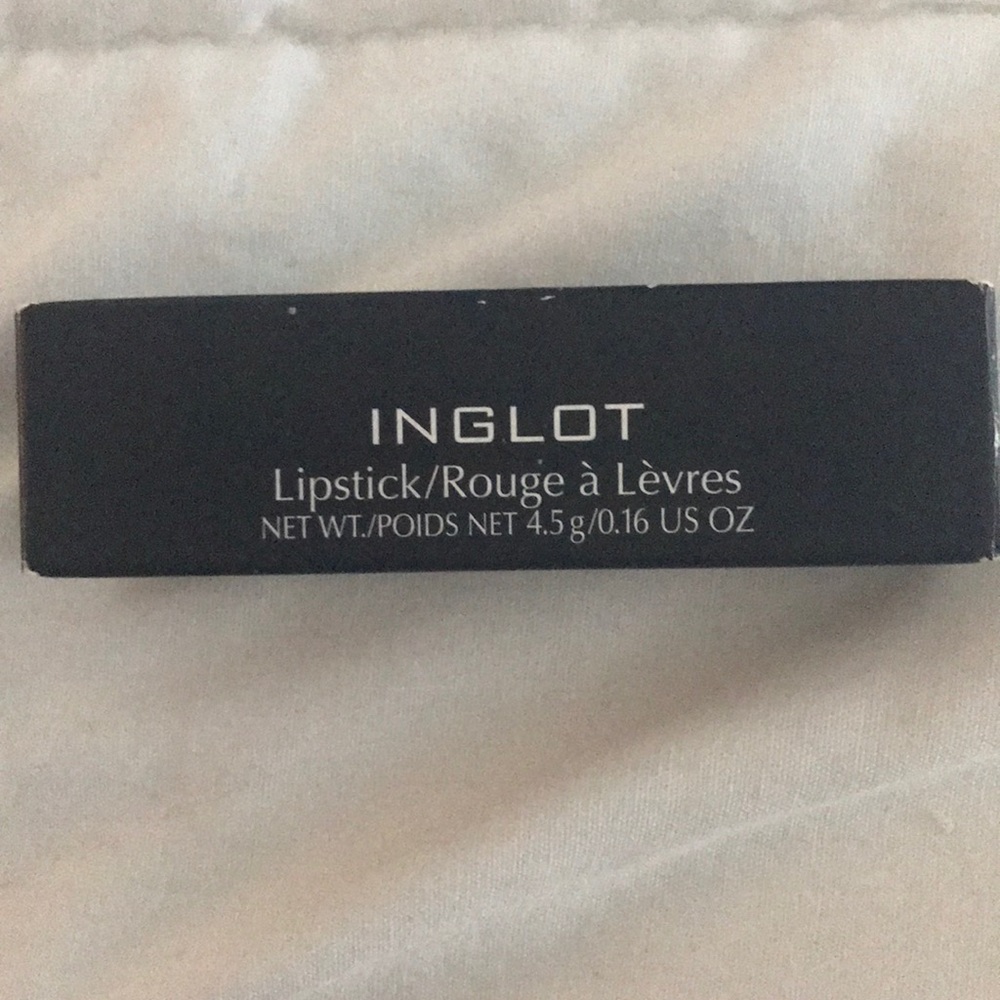 INGLOT
Lipstick/Rouge à Lèvres
NET WT./POIDS NET 4.5 g/0.16 US OZ